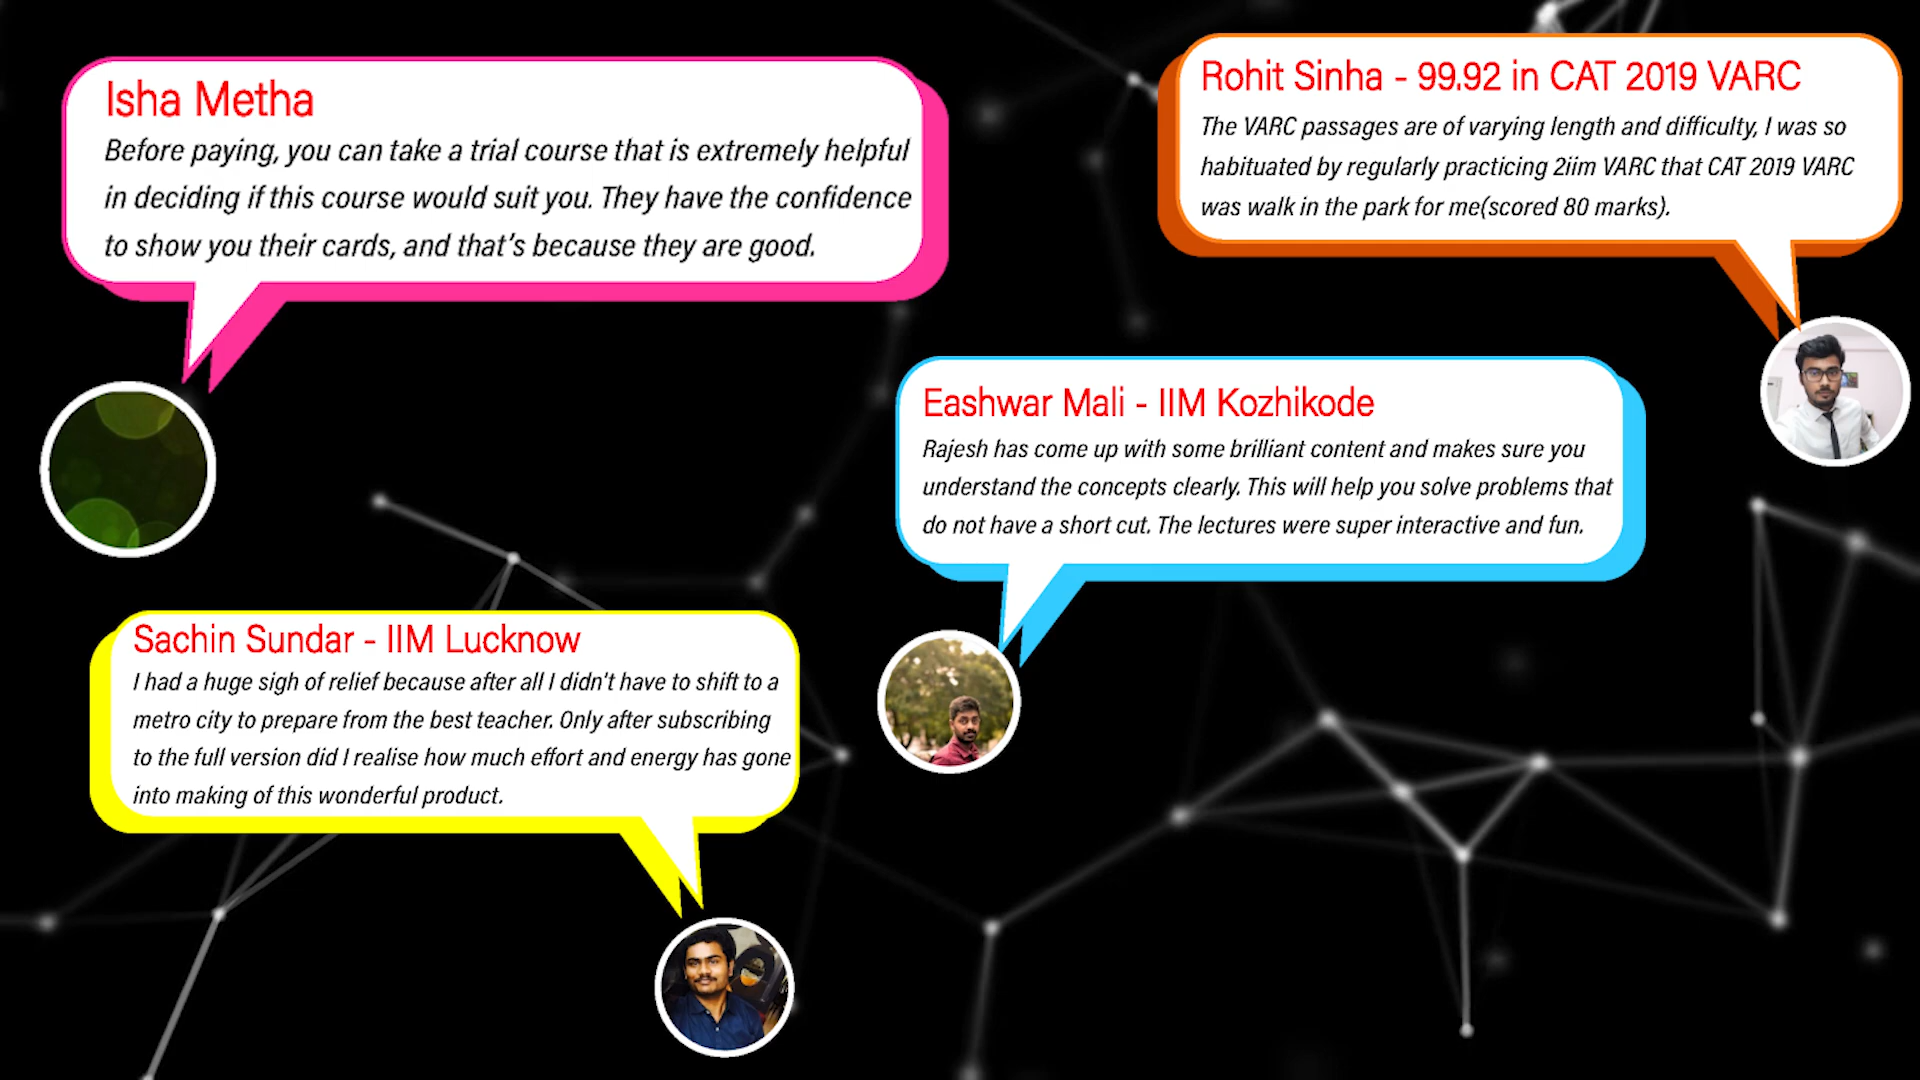 Isha Metha
Before paying, you can take a trial course that is extremely helpful
in deciding if this course would suit you. They have the confidence
to show you their cards, and that's because they are good.
Rohit Sinha - 99.92 in CAT 2019 VARC
The VARC passages are of varying length and difficulty, I was so
habituated by regularly practicing 2iim VARC that CAT 2019 VARC
was walk in the park for me(scored 80 marks).
Eashwar Mali - IIM Kozhikode
Rajesh has come up with some brilliant content and makes sure you
understand the concepts clearly. This will help you solve problems that
do not have a short cut. The lectures were super interactive and fun.
Sachin Sundar - IIM Lucknow
I had a huge sigh of relief because after all I didn't have to shift to a
metro city to prepare from the best teacher. Only after subscribing
to the full version did I realise how much effort and energy has gone
into making of this wonderful product.